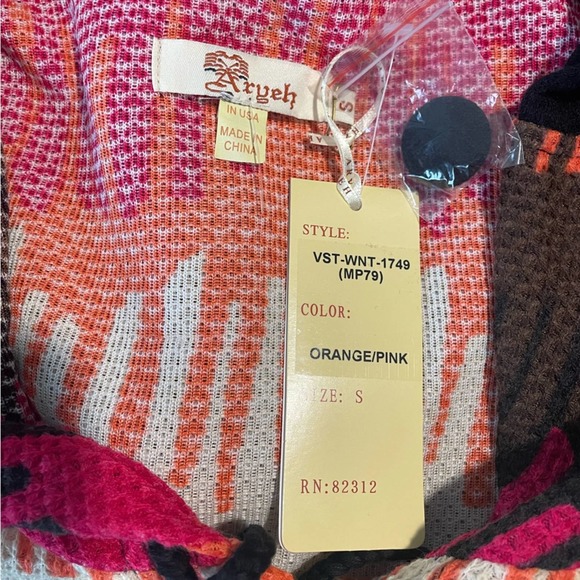 Aryeh
S
IN USA
MADE IN
CHINA
STYLE:
VST-WNT-1749
(MP79)
COLOR:
ORANGE/PINK
SIZE: S
RN:82312